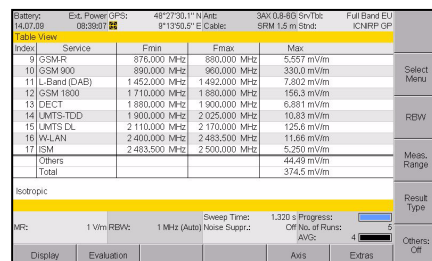 Battery: Ext. Power GPS: 48°27'30.1" N Ant: 3AX 0.8-6G SrvTbl: Full Band EU
14.07.09 08:39:07 9°13'50.5" E Cable: SRM 1.5 m Stnd: ICNIRP GP
Table View
Index Service Fmin Fmax Max
9 GSM-R 876.000 MHz 880.000 MHz 5.557 mV/m
10 GSM 900 890.000 MHz 960.000 MHz 330.0 mV/m
11 L-Band (DAB) 1 452.000 MHz 1 492.000 MHz 7.802 mV/m
12 GSM 1800 1 710.000 MHz 1 880.000 MHz 156.3 mV/m
13 DECT 1 880.000 MHz 1 900.000 MHz 6.881 mV/m
14 UMTS-TDD 1 900.000 MHz 2 025.000 MHz 10.83 mV/m
15 UMTS DL 2 110.000 MHz 2 170.000 MHz 125.6 mV/m
16 W-LAN 2 400.000 MHz 2 483.500 MHz 11.66 mV/m
17 ISM 2 483.500 MHz 2 500.000 MHz 5.250 mV/m
Others 44.49 mV/m
Total 374.5 mV/m
Isotropic
Sweep Time: 1.320 s Progress:
MR: 1 V/m RBW: 1 MHz (Auto) Noise Suppr.: Off No. of Runs: 5
AVG: 4
Display Evaluation Axis Extras
Select Menu
RBW
Meas. Range
Result Type
Others: Off